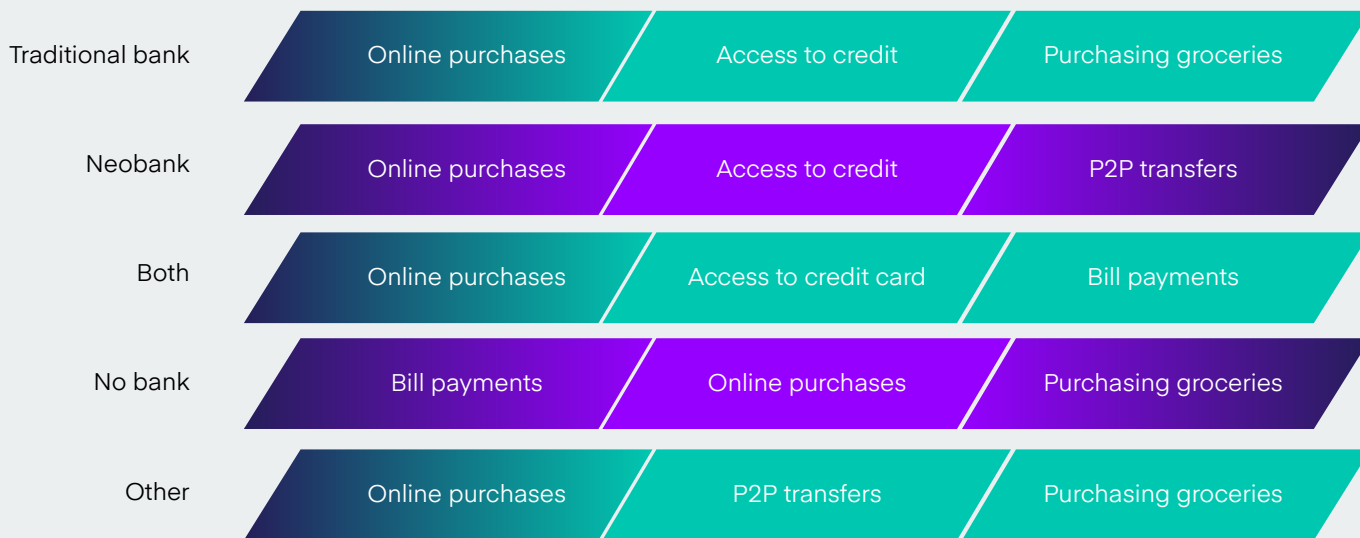 Traditional bank
Online purchases
Access to credit
Purchasing groceries
Neobank
Online purchases
Access to credit
P2P transfers
Both
Online purchases
Access to credit card
Bill payments
No bank
Bill payments
Online purchases
Purchasing groceries
Other
Online purchases
P2P transfers
Purchasing groceries